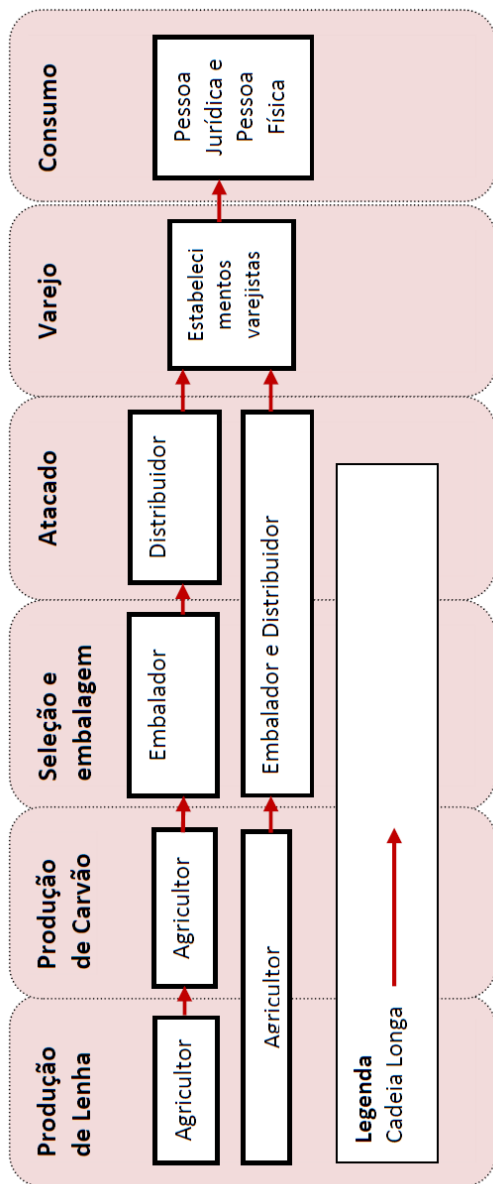 Produção
de Lenha
Produção
de Carvão
Seleção e
embalagem
Atacado
Varejo
Consumo
Agricultor
Agricultor
Embalador
Distribuidor
Estabeleci
mentos
varejistas
Pessoa
Jurídica e
Pessoa
Física
Agricultor
Embalador e Distribuidor
Legenda
Cadeia Longa